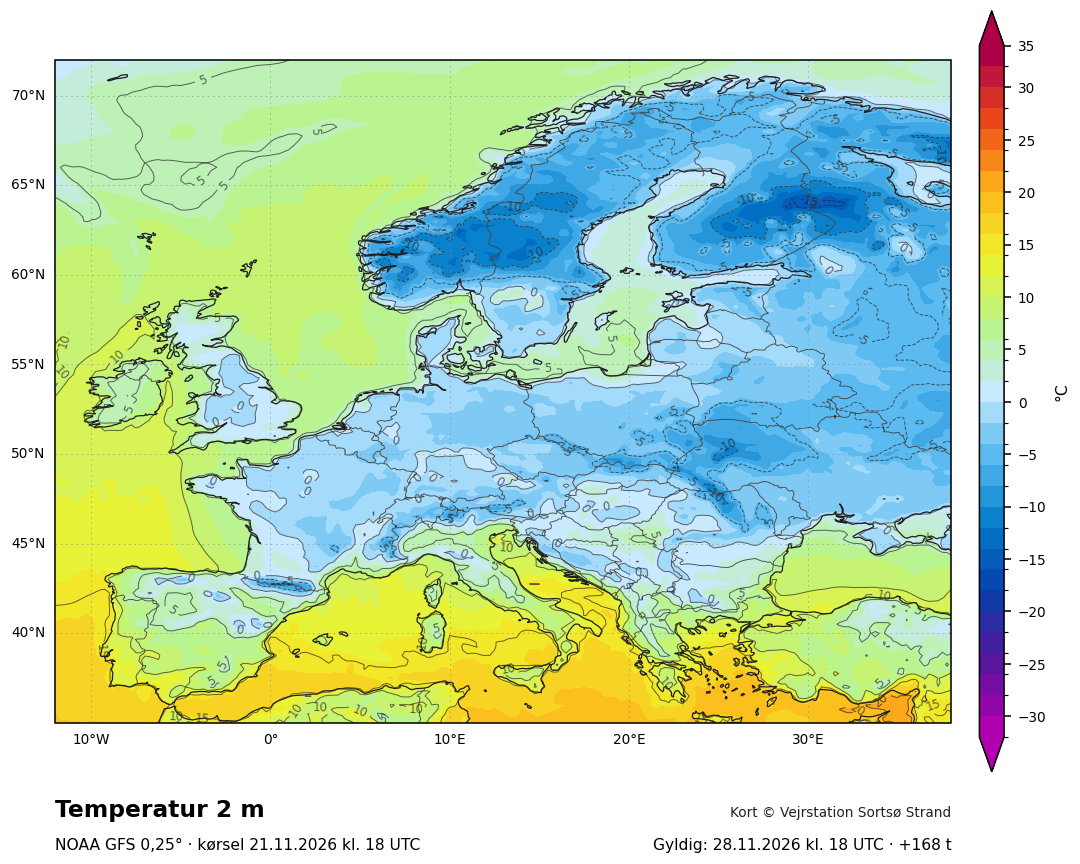 35
30
25
20
15
10
5
0
−5
−10
−15
−20
−25
−30
°C
70°N
65°N
60°N
55°N
50°N
45°N
40°N
10°W
0°
10°E
20°E
30°E
Temperatur 2 m
Kort © Vejrstation Sortsø Strand
NOAA GFS 0,25° · kørsel 21.11.2026 kl. 18 UTC
Gyldig: 28.11.2026 kl. 18 UTC · +168 t